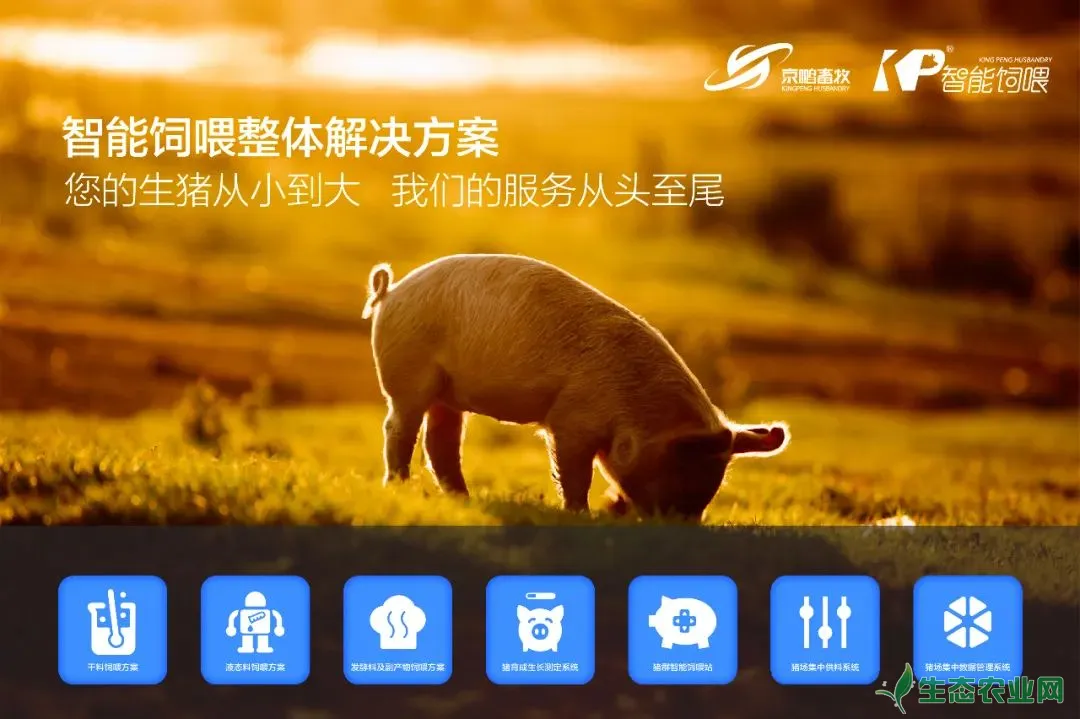 京鹏畜牧
KINGPENG HUSBANDRY
KP®
KING PENG HUSBANDRY
智能饲喂
智能饲喂整体解决方案
您的生猪从小到大 我们的服务从头至尾
干料饲喂方案
液态料饲喂方案
发酵料及副产物饲喂方案
猪育成生长测定系统
猪群智能饲喂站
猪场集中供料系统
猪场集中数据管理系统
生态农业网